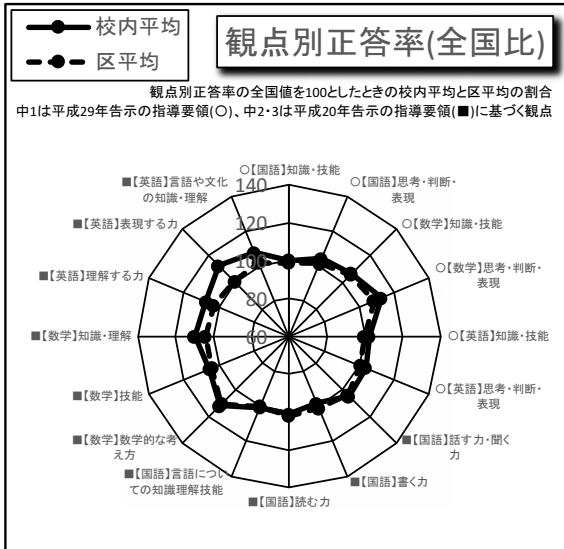 校内平均
区平均
観点別正答率(全国比)
観点別正答率の全国値を100としたときの校内平均と区平均の割合
中1は平成29年告示の指導要領(〇)、中2・3は平成20年告示の指導要領(■)に基づく観点
〇【国語】知識・技能
〇【国語】思考・判断・
表現
〇【数学】知識・技能
〇【数学】思考・判断・
表現
〇【英語】知識・技能
〇【英語】思考・判断・
表現
■【国語】話す力・聞く
力
■【国語】書く力
■【国語】読む力
■【国語】言語につい
ての知識理解技能
■【数学】数学的な考
え方
■【数学】技能
■【数学】知識・理解
■【英語】理解する力
■【英語】表現する力
■【英語】言語や文化
の知識・理解
140
120
100
80
60